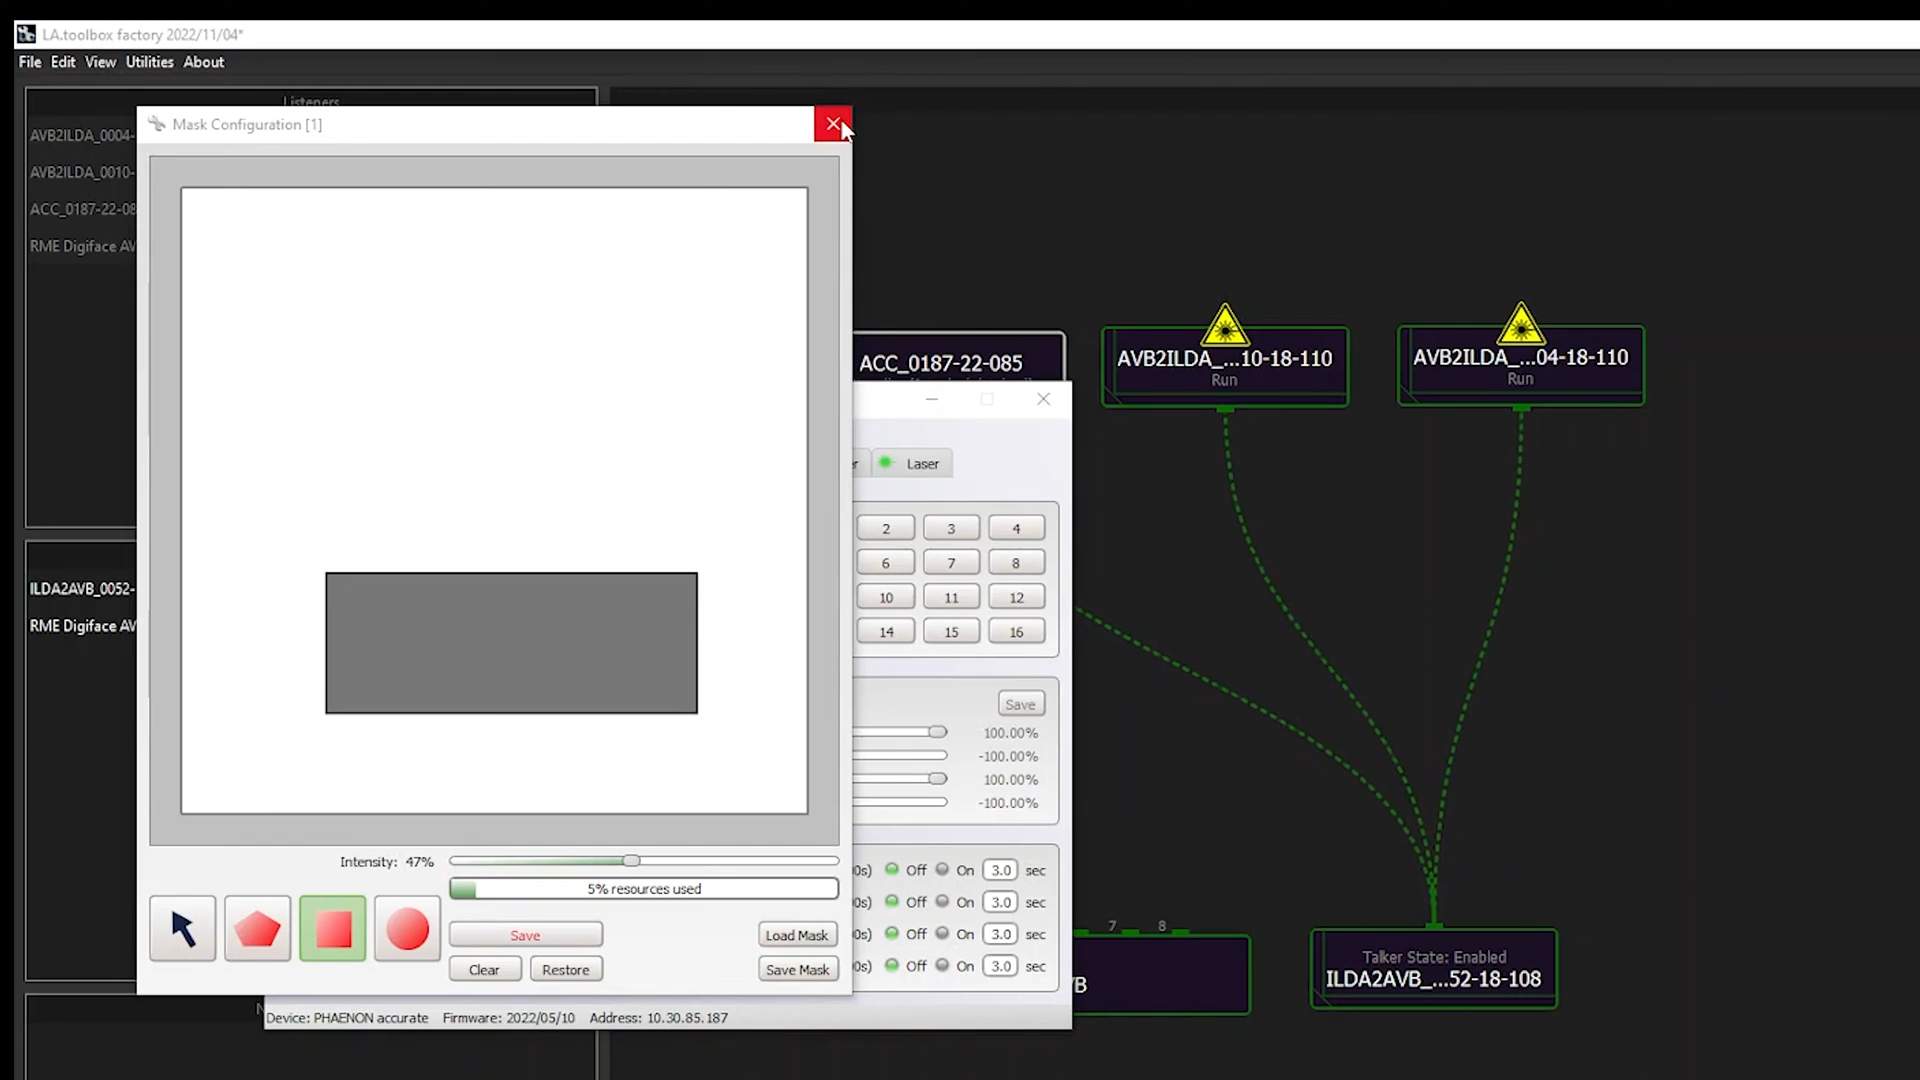 LA.toolbox factory 2022/11/04*
File Edit View Utilities About
Listeners
AVB2ILDA_0004-
AVB2ILDA_0010-
ACC_0187-22-08
RME Digiface AV
ILDA2AVB_0052-
RME Digiface AV
Mask Configuration [1]
Intensity: 47%
5% resources used
Save
Load Mask
Clear
Restore
Save Mask
ACC_0187-22-085
AVB2ILDA_...10-18-110
Run
AVB2ILDA_...04-18-110
Run
er
Laser
2 3 4
6 7 8
10 11 12
14 15 16
Save
100.00%
-100.00%
100.00%
-100.00%
0s) Off On 3.0 sec
0s) Off On 3.0 sec
0s) Off On 3.0 sec
0s) Off On 3.0 sec
Device: PHAENON accurate Firmware: 2022/05/10 Address: 10.30.85.187
7 8
VB
Talker State: Enabled
ILDA2AVB_...52-18-108